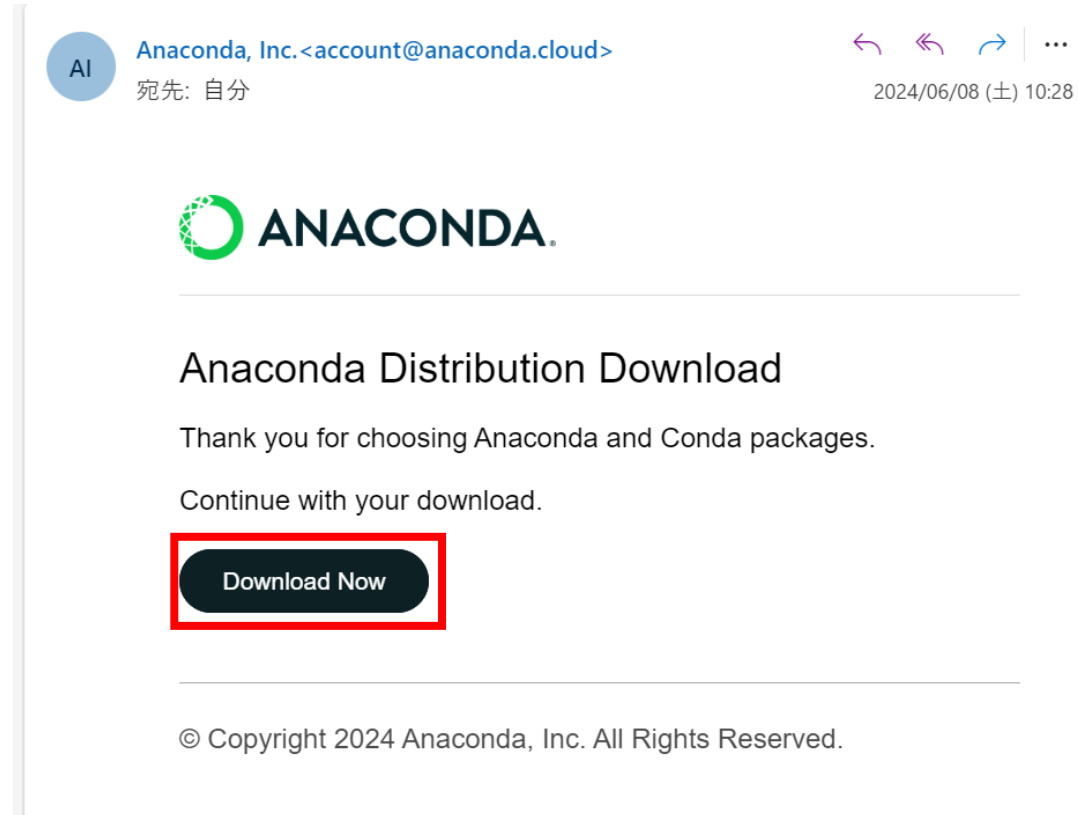 AI
Anaconda, Inc.<account@anaconda.cloud>
宛先: 自分
2024/06/08 (土) 10:28
ANACONDA.®
Anaconda Distribution Download
Thank you for choosing Anaconda and Conda packages.
Continue with your download.
Download Now
© Copyright 2024 Anaconda, Inc. All Rights Reserved.